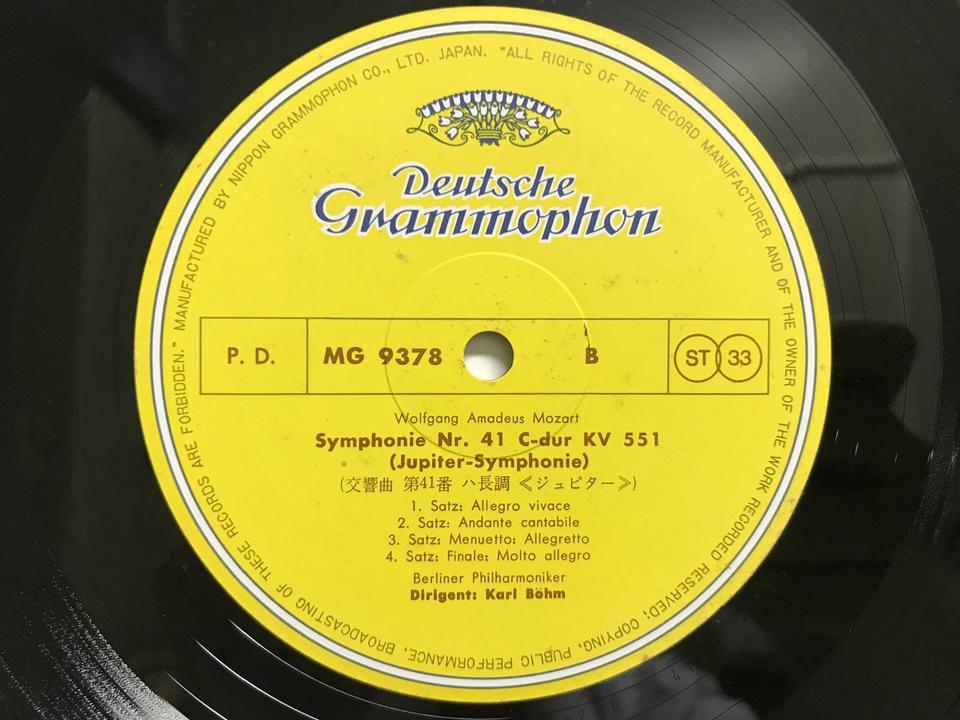 MANUFACTURED BY NIPPON GRAMMOPHON CO., LTD. JAPAN. "ALL RIGHTS OF THE RECORD MANUFACTURER AND OF THE OWNER OF THE WORK RECORDED RESERVED; COPYING, PUBLIC PERFORMANCE, BROADCASTING OF THESE RECORDS ARE FORBIDDEN."
Deutsche
Grammophon
P. D. MG 9378 B ST 33
Wolfgang Amadeus Mozart
Symphonie Nr. 41 C-dur KV 551
(Jupiter-Symphonie)
(交響曲 第41番 ハ長調 ≪ジュピター≫)
1. Satz: Allegro vivace
2. Satz: Andante cantabile
3. Satz: Menuetto: Allegretto
4. Satz: Finale: Molto allegro
Berliner Philharmoniker
Dirigent: Karl Böhm